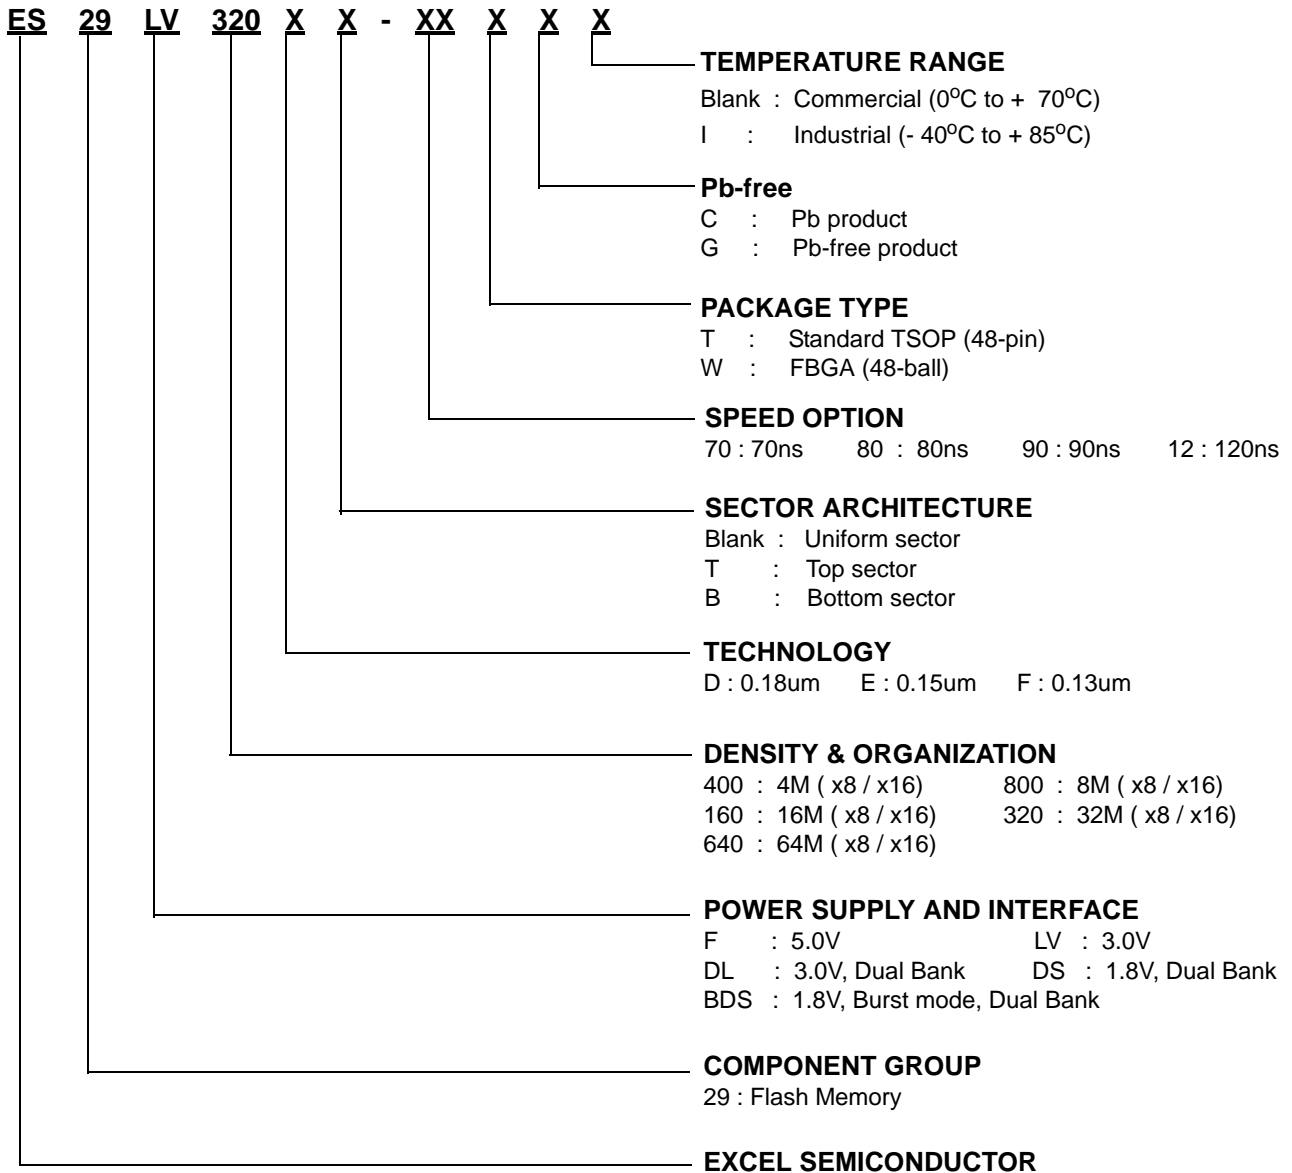 ES 29 LV 320 X X - XX X X X
TEMPERATURE RANGE
Blank : Commercial (0°C to + 70°C)
I : Industrial (- 40°C to + 85°C)
Pb-free
C : Pb product
G : Pb-free product
PACKAGE TYPE
T : Standard TSOP (48-pin)
W : FBGA (48-ball)
SPEED OPTION
70 : 70ns 80 : 80ns 90 : 90ns 12 : 120ns
SECTOR ARCHITECTURE
Blank : Uniform sector
T : Top sector
B : Bottom sector
TECHNOLOGY
D : 0.18um E : 0.15um F : 0.13um
DENSITY & ORGANIZATION
400 : 4M ( x8 / x16) 800 : 8M ( x8 / x16)
160 : 16M ( x8 / x16) 320 : 32M ( x8 / x16)
640 : 64M ( x8 / x16)
POWER SUPPLY AND INTERFACE
F : 5.0V LV : 3.0V
DL : 3.0V, Dual Bank DS : 1.8V, Dual Bank
BDS : 1.8V, Burst mode, Dual Bank
COMPONENT GROUP
29 : Flash Memory
EXCEL SEMICONDUCTOR